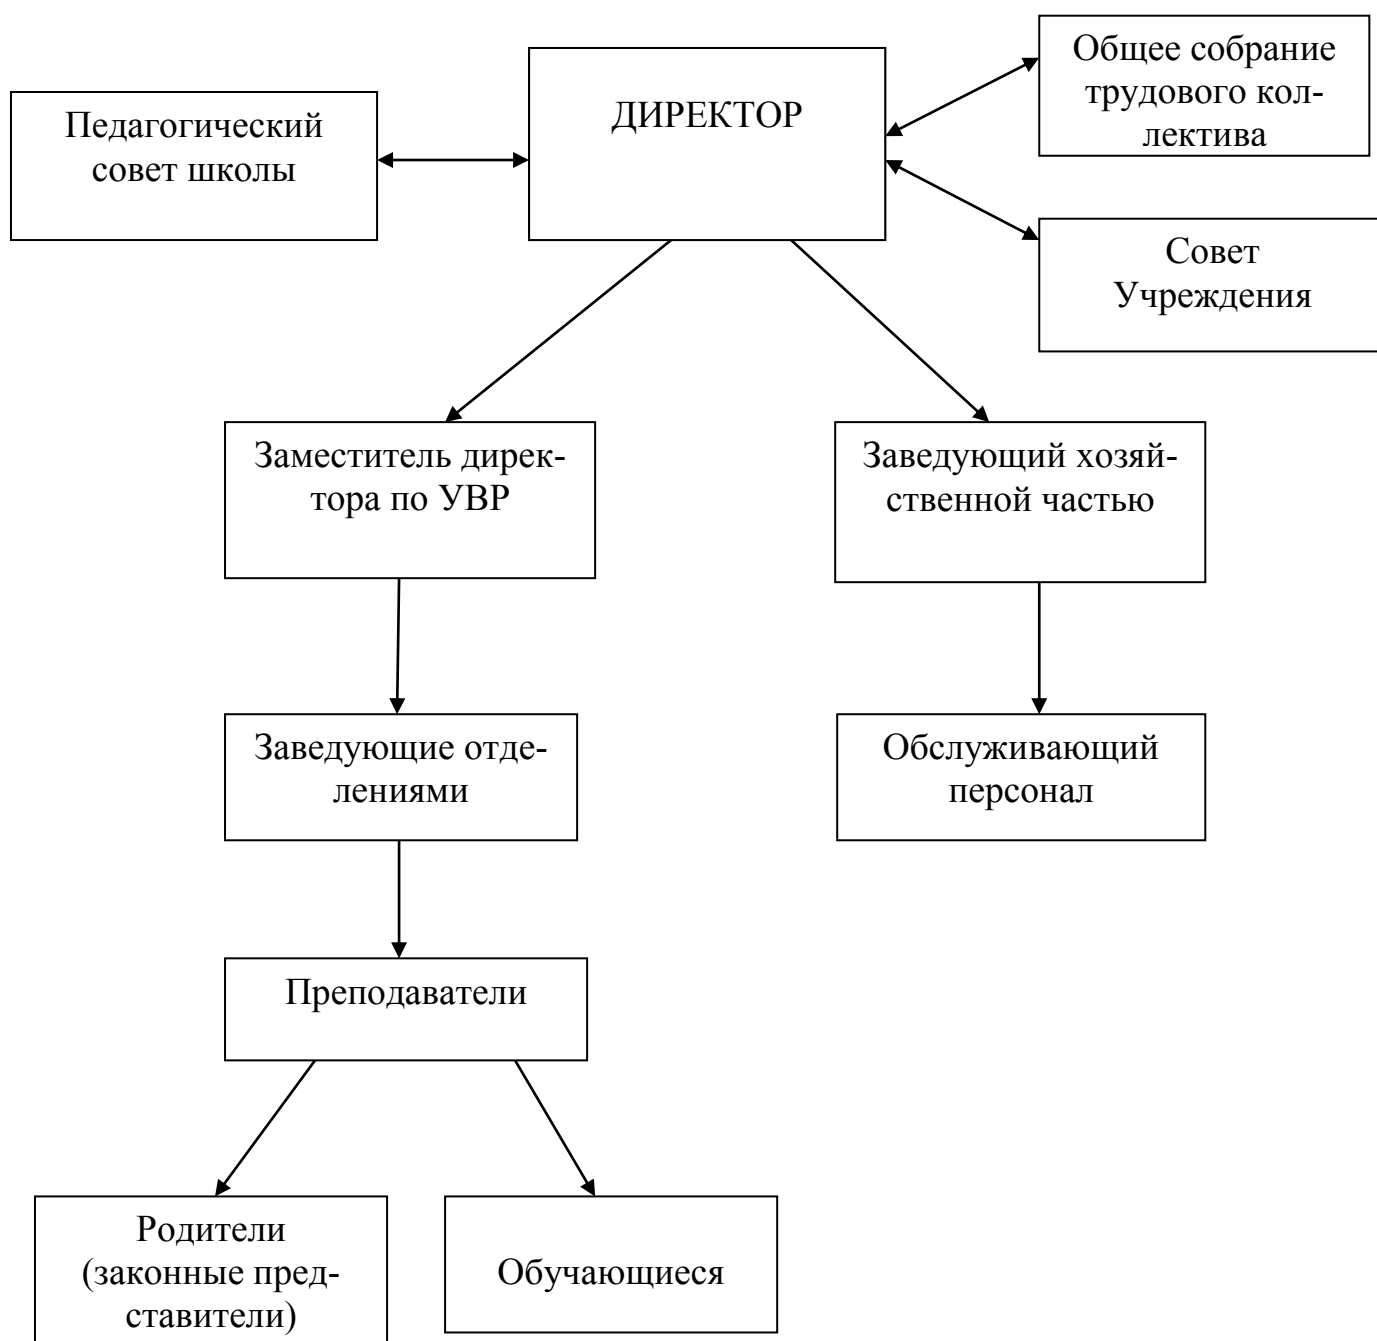 Педагогический
совет школы
ДИРЕКТОР
Общее собрание
трудового кол-
лектива
Совет
Учреждения
Заместитель дирек-
тора по УВР
Заведующий хозяй-
ственной частью
Заведующие отде-
лениями
Обслуживающий
персонал
Преподаватели
Родители
(законные пред-
ставители)
Обучающиеся